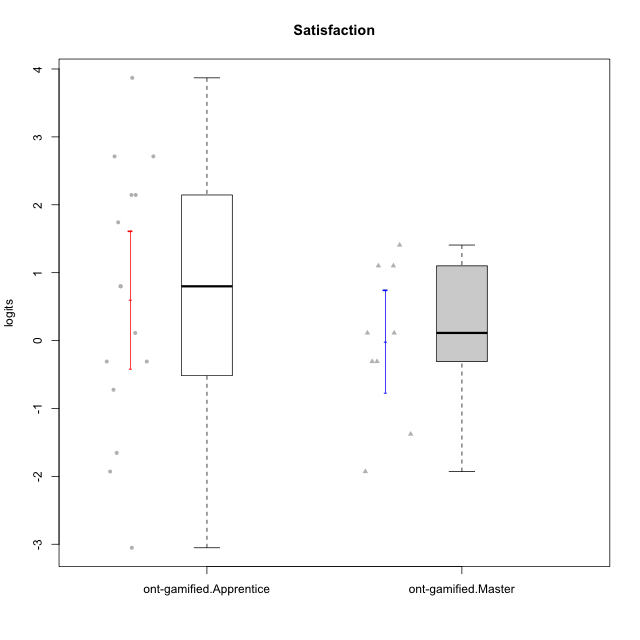 Satisfaction
logits
4
3
2
1
0
-1
-2
-3
ont-gamified.Apprentice
ont-gamified.Master